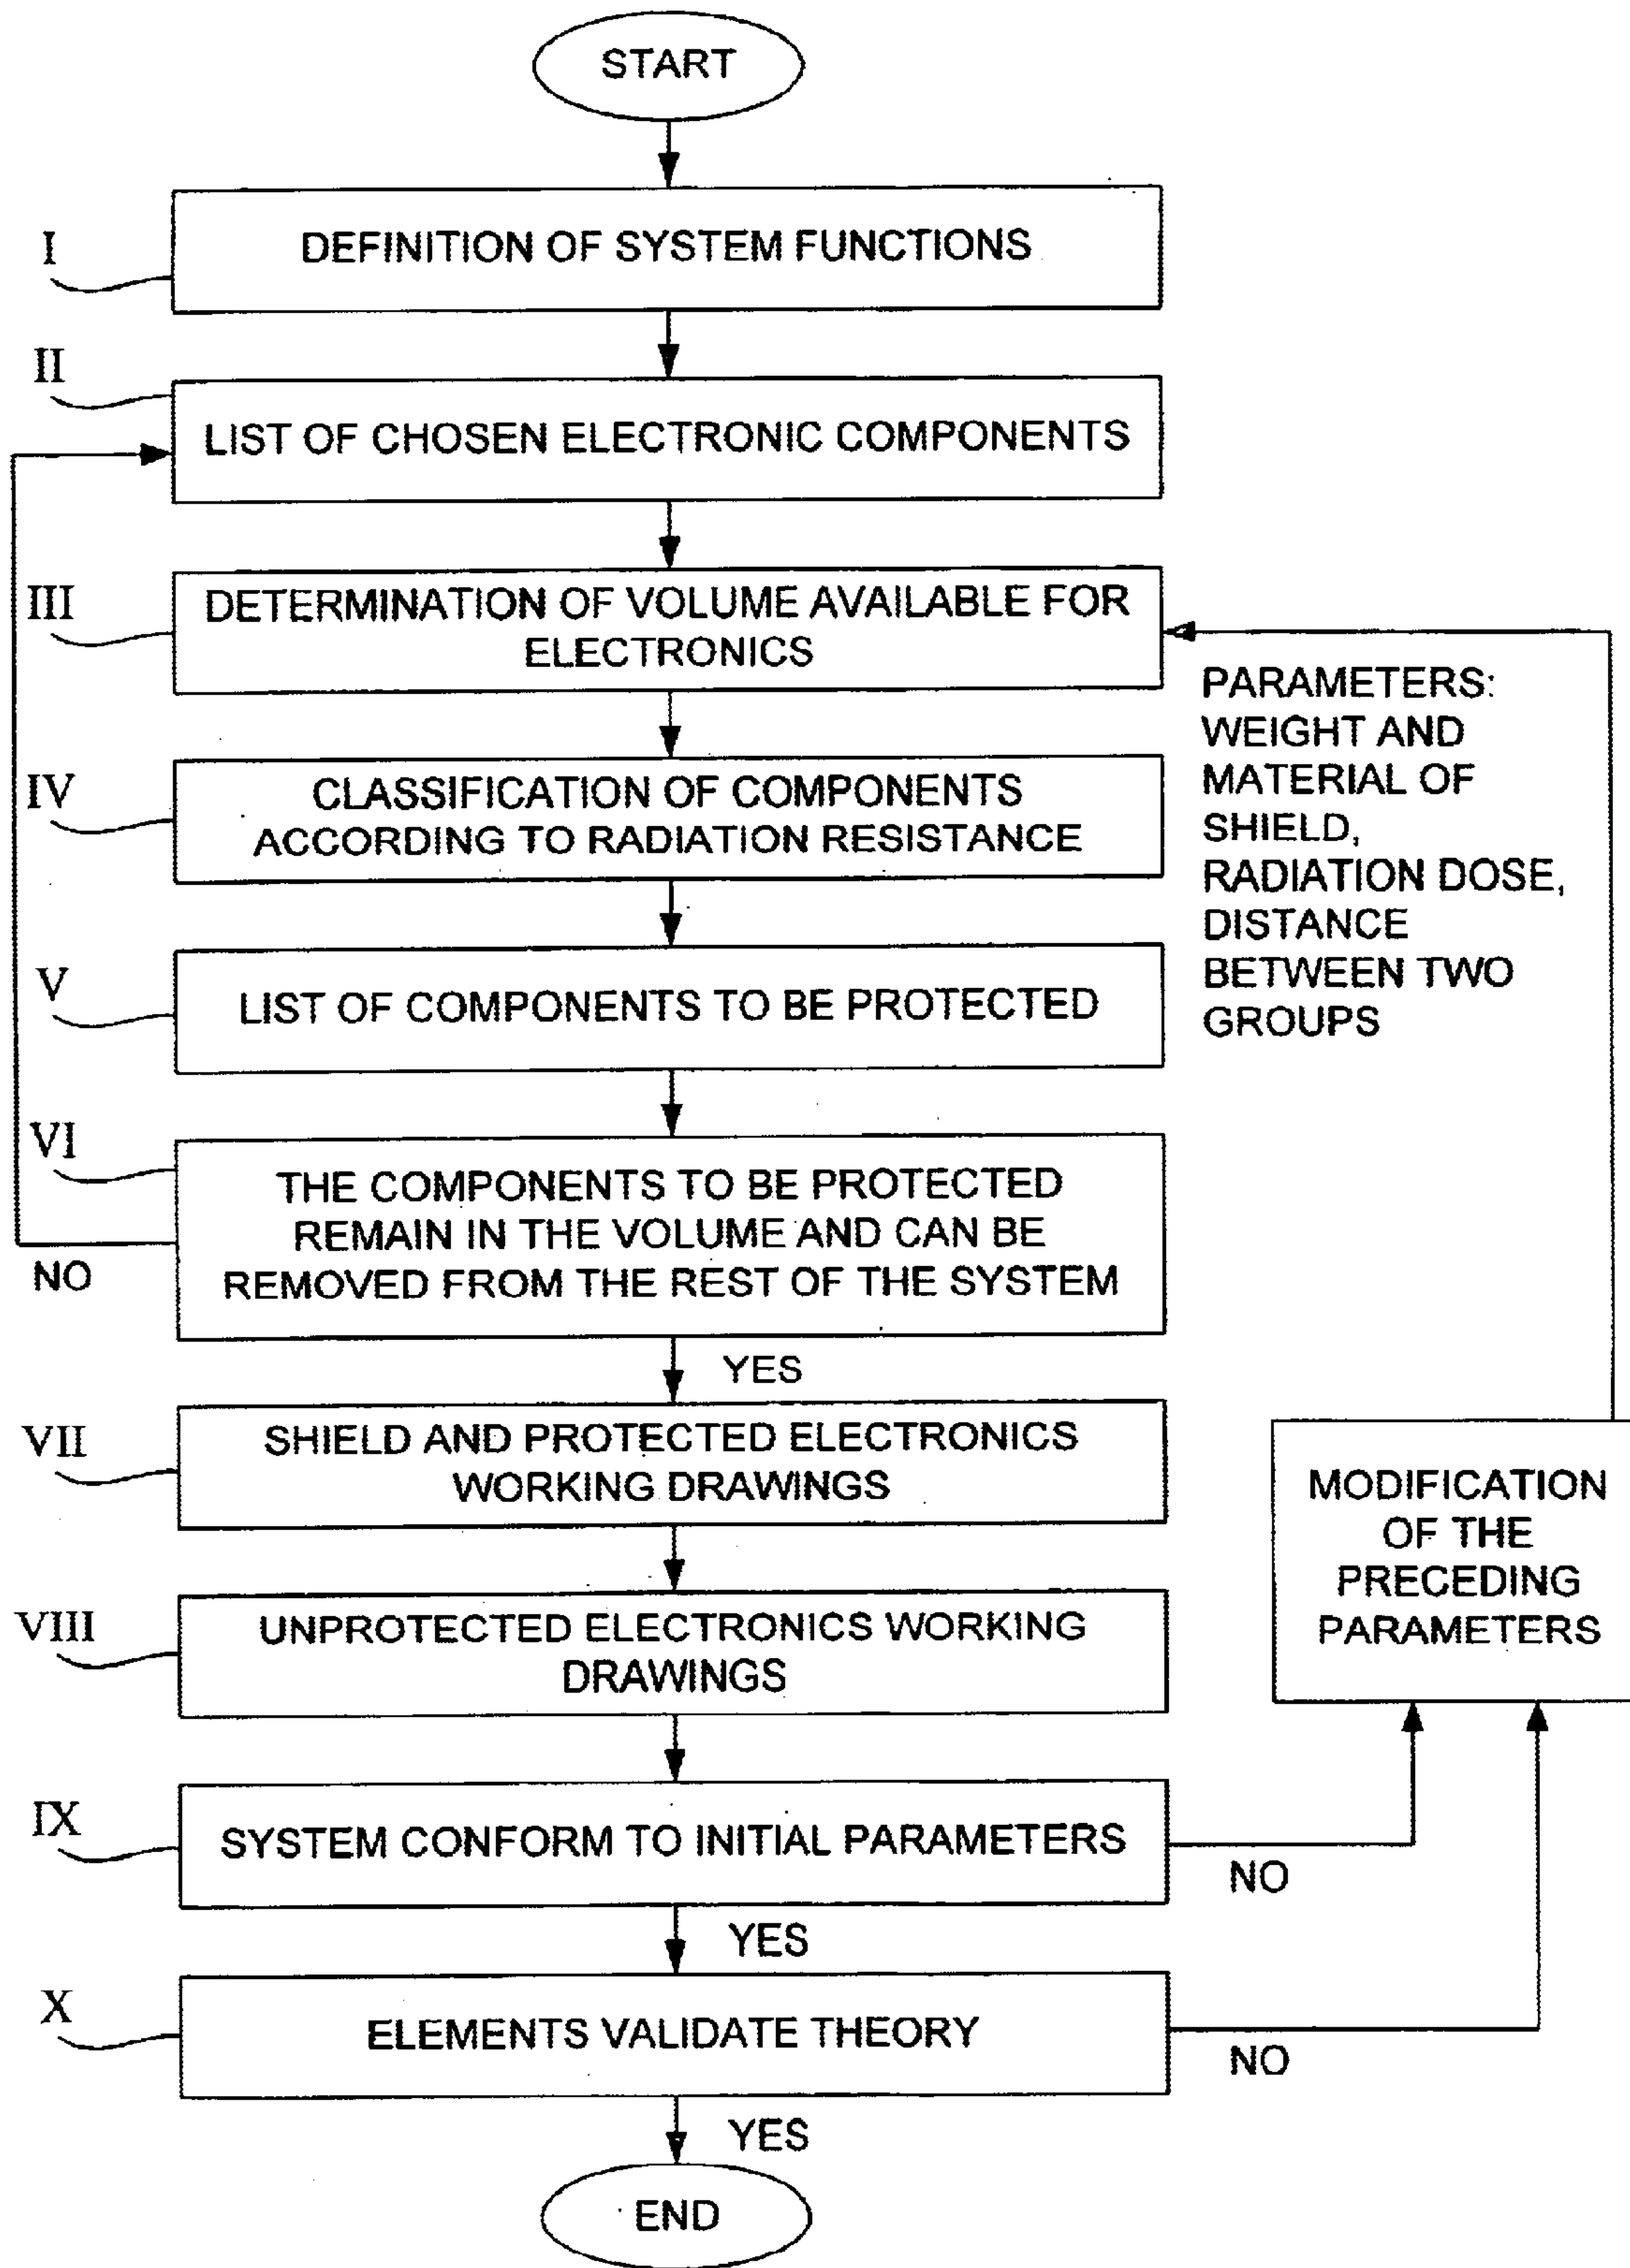 START
I
DEFINITION OF SYSTEM FUNCTIONS
II
LIST OF CHOSEN ELECTRONIC COMPONENTS
III
DETERMINATION OF VOLUME AVAILABLE FOR
ELECTRONICS
PARAMETERS:
WEIGHT AND
MATERIAL OF
SHIELD,
RADIATION DOSE,
DISTANCE
BETWEEN TWO
GROUPS
IV
CLASSIFICATION OF COMPONENTS
ACCORDING TO RADIATION RESISTANCE
V
LIST OF COMPONENTS TO BE PROTECTED
VI
THE COMPONENTS TO BE PROTECTED
REMAIN IN THE VOLUME AND CAN BE
REMOVED FROM THE REST OF THE SYSTEM
NO
YES
VII
SHIELD AND PROTECTED ELECTRONICS
WORKING DRAWINGS
MODIFICATION
OF THE
PRECEDING
PARAMETERS
VIII
UNPROTECTED ELECTRONICS WORKING
DRAWINGS
IX
SYSTEM CONFORM TO INITIAL PARAMETERS
NO
YES
X
ELEMENTS VALIDATE THEORY
NO
YES
END